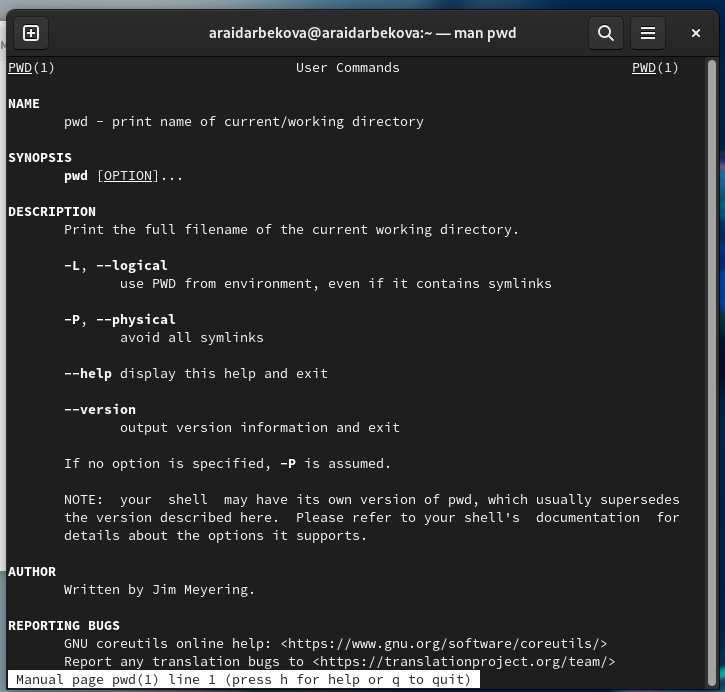 araidarbekova@araidarbekova:~ — man pwd
PWD(1) User Commands PWD(1)
NAME
pwd - print name of current/working directory
SYNOPSIS
pwd [OPTION]...
DESCRIPTION
Print the full filename of the current working directory.
-L, --logical
use PWD from environment, even if it contains symlinks
-P, --physical
avoid all symlinks
--help display this help and exit
--version
output version information and exit
If no option is specified, -P is assumed.
NOTE: your shell may have its own version of pwd, which usually supersedes
the version described here. Please refer to your shell's documentation for
details about the options it supports.
AUTHOR
Written by Jim Meyering.
REPORTING BUGS
GNU coreutils online help: <https://www.gnu.org/software/coreutils/>
Report any translation bugs to <https://translationproject.org/team/>
Manual page pwd(1) line 1 (press h for help or q to quit)